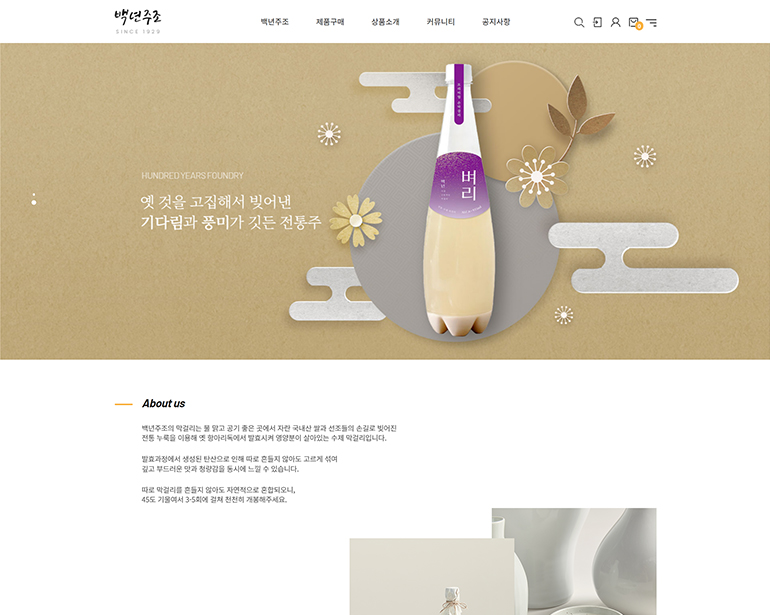 백년주조
SINCE 1929
백년주조 제품구매 상품소개 커뮤니티 공지사항
0
HUNDRED YEARS FOUNDRY
옛 것을 고집해서 빚어낸
기다림과 풍미가 깃든 전통주
벼리
About us
백년주조의 막걸리는 물 맑고 공기 좋은 곳에서 자란 국내산 쌀과 선조들의 손길로 빚어진
전통 누룩을 이용해 옛 항아리독에서 발효시켜 영양분이 살아있는 수제 막걸리입니다.
발효과정에서 생성된 탄산으로 인해 따로 흔들지 않아도 고르게 섞여
깊고 부드러운 맛과 청량감을 동시에 느낄 수 있습니다.
따로 막걸리를 흔들지 않아도 자연적으로 혼합되오니,
45도 기울여서 3-5회에 걸쳐 천천히 개봉해주세요.